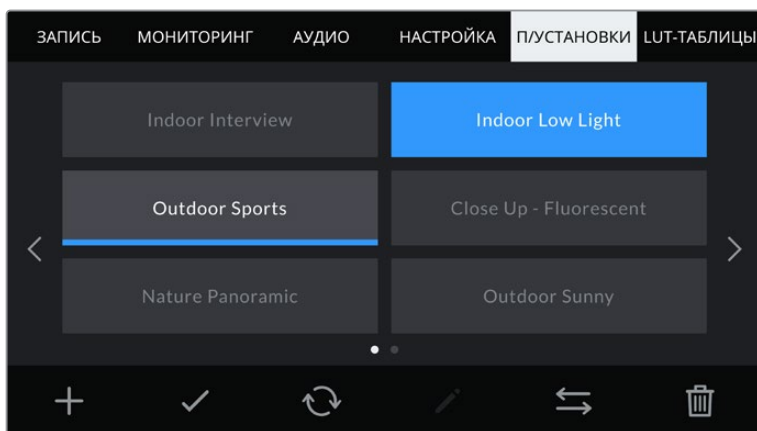 ЗАПИСЬ МОНИТОРИНГ АУДИО НАСТРОЙКА П/УСТАНОВКИ LUT-ТАБЛИЦЫ
Indoor Interview Indoor Low Light
Outdoor Sports Close Up - Fluorescent
Nature Panoramic Outdoor Sunny